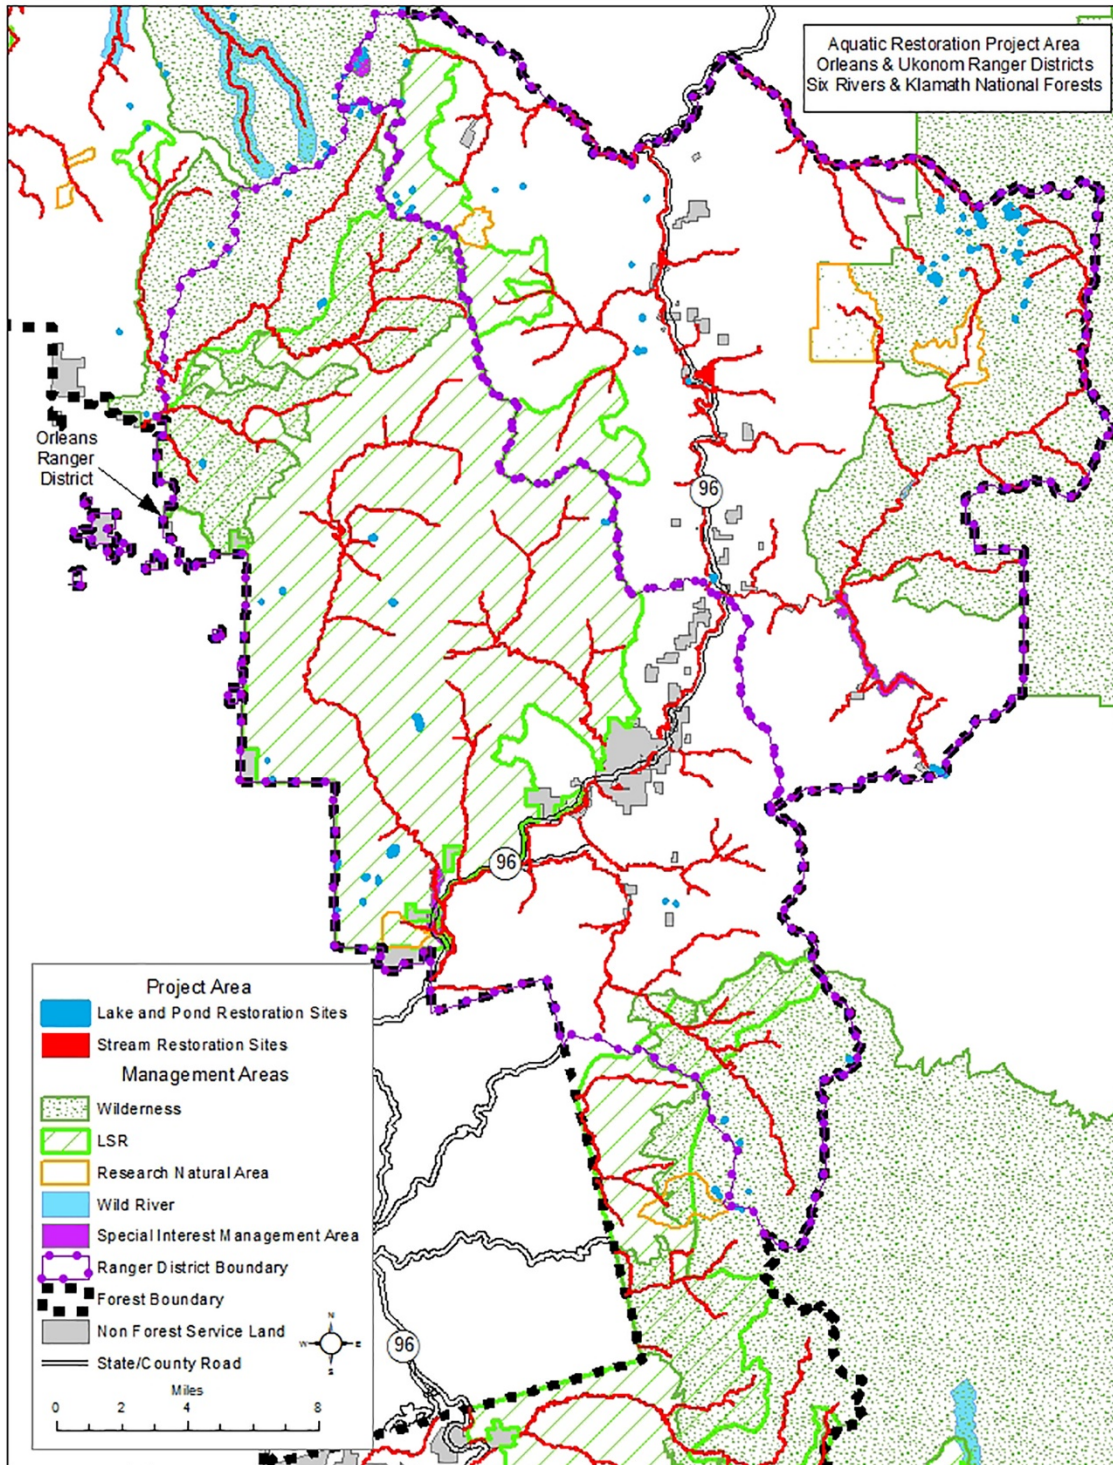 Aquatic Restoration Project Area
Orleans & Ukonom Ranger Districts
Six Rivers & Klamath National Forests
Orleans
Ranger
District
96
96
Project Area
Lake and Pond Restoration Sites
Stream Restoration Sites
Management Areas
Wilderness
LSR
Research Natural Area
Wild River
Special Interest Management Area
Ranger District Boundary
Forest Boundary
Non Forest Service Land
State/County Road
N
W E
S
Miles
0 2 4 8
96